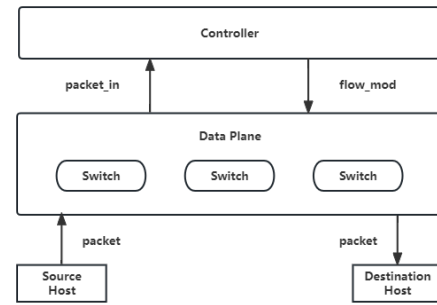 Controller
packet_in
flow_mod
Data Plane
Switch
Switch
Switch
packet
packet
Source
Host
Destination
Host